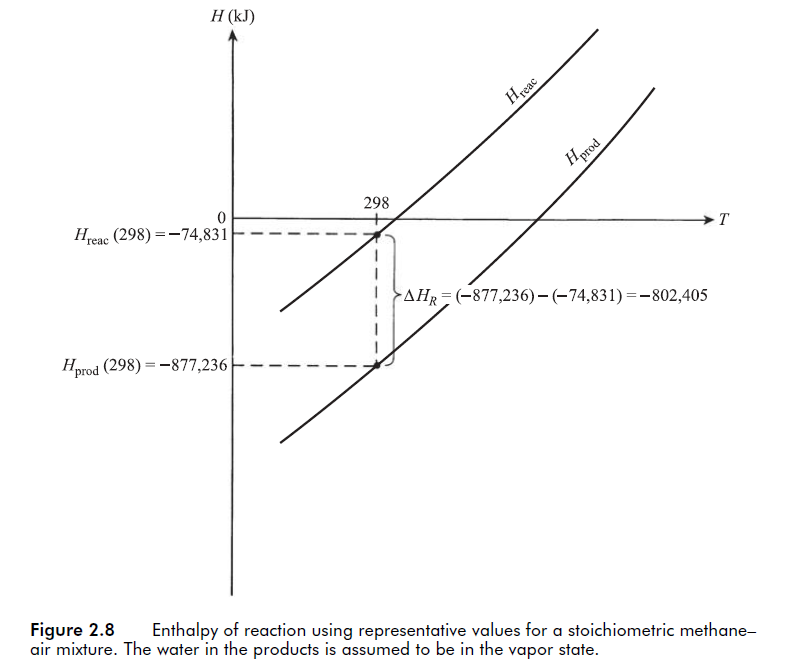 H (kJ)
H_reac
H_prod
298
0
T
H_reac (298) = −74,831
ΔH_R = (−877,236) − (−74,831) = −802,405
H_prod (298) = −877,236
Figure 2.8 Enthalpy of reaction using representative values for a stoichiometric methane–
air mixture. The water in the products is assumed to be in the vapor state.